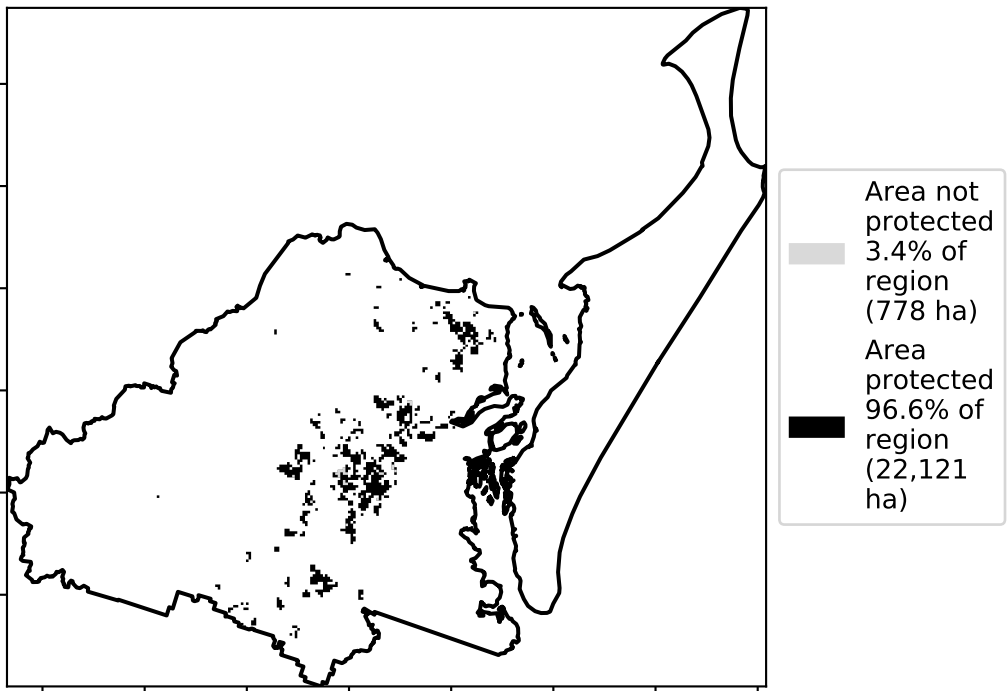 Area not
protected
3.4% of
region
(778 ha)
Area
protected
96.6% of
region
(22,121
ha)